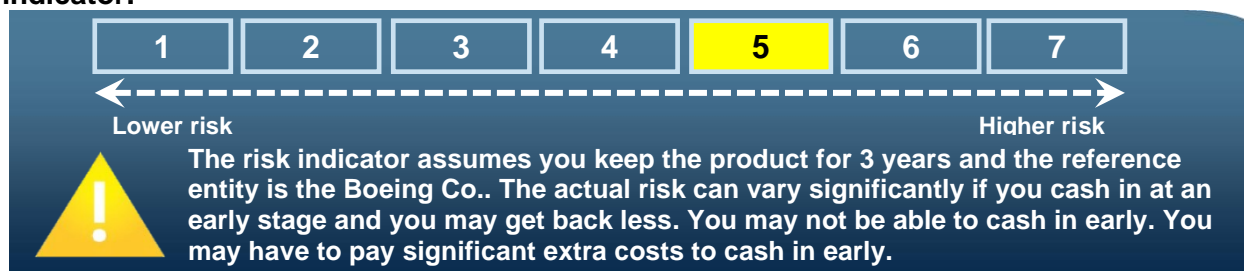 Indicator:
1 2 3 4 5 6 7
Lower risk Higher risk
The risk indicator assumes you keep the product for 3 years and the reference
entity is the Boeing Co.. The actual risk can vary significantly if you cash in at an
early stage and you may get back less. You may not be able to cash in early. You
may have to pay significant extra costs to cash in early.